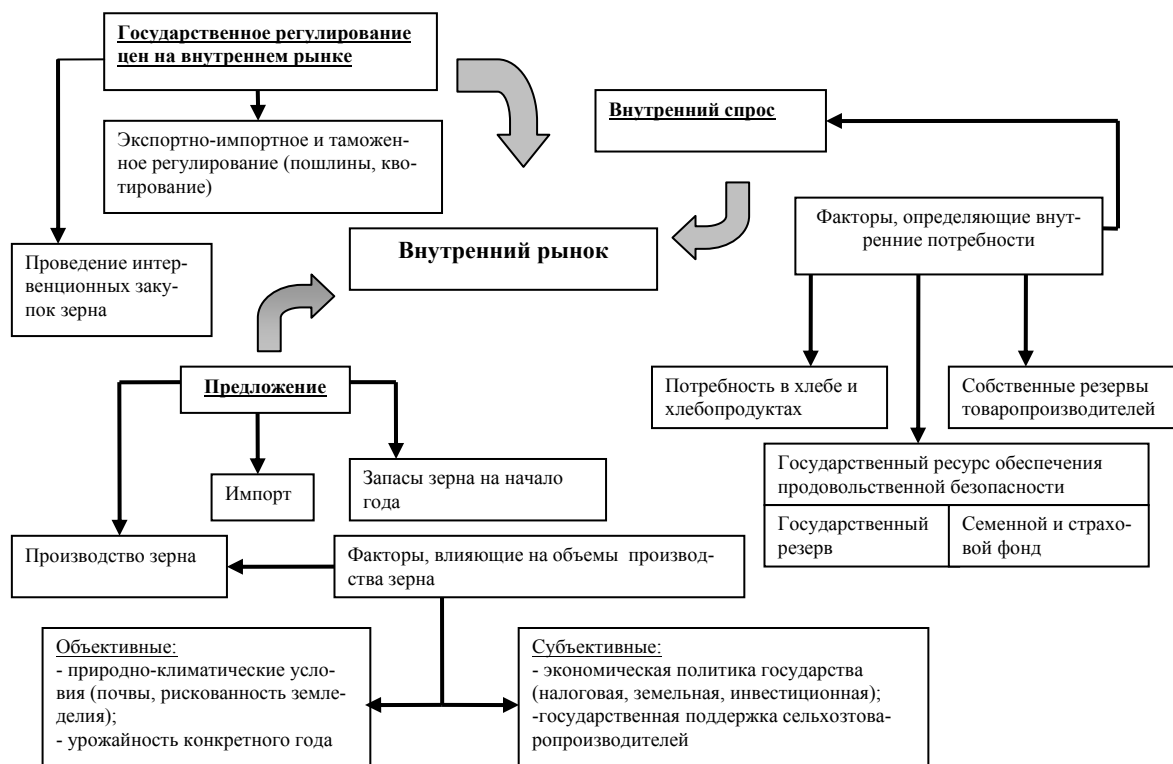 Государственное регулирование
цен на внутреннем рынке
Внутренний спрос
Экспортно-импортное и таможен-
ное регулирование (пошлины, кво-
тирование)
Факторы, определяющие внут-
ренние потребности
Внутренний рынок
Проведение интер-
венционных заку-
пок зерна
Предложение
Потребность в хлебе и
хлебопродуктах
Собственные резервы
товаропроизводителей
Импорт
Запасы зерна на начало
года
Государственный ресурс обеспечения
продовольственной безопасности
Государственный
резерв
Семенной и страхо-
вой фонд
Производство зерна
Факторы, влияющие на объемы производ-
ства зерна
Объективные:
- природно-климатические усло-
вия (почвы, рискованность земле-
делия);
- урожайность конкретного года
Субъективные:
- экономическая политика государства
(налоговая, земельная, инвестиционная);
-государственная поддержка сельхозтова-
ропроизводителей